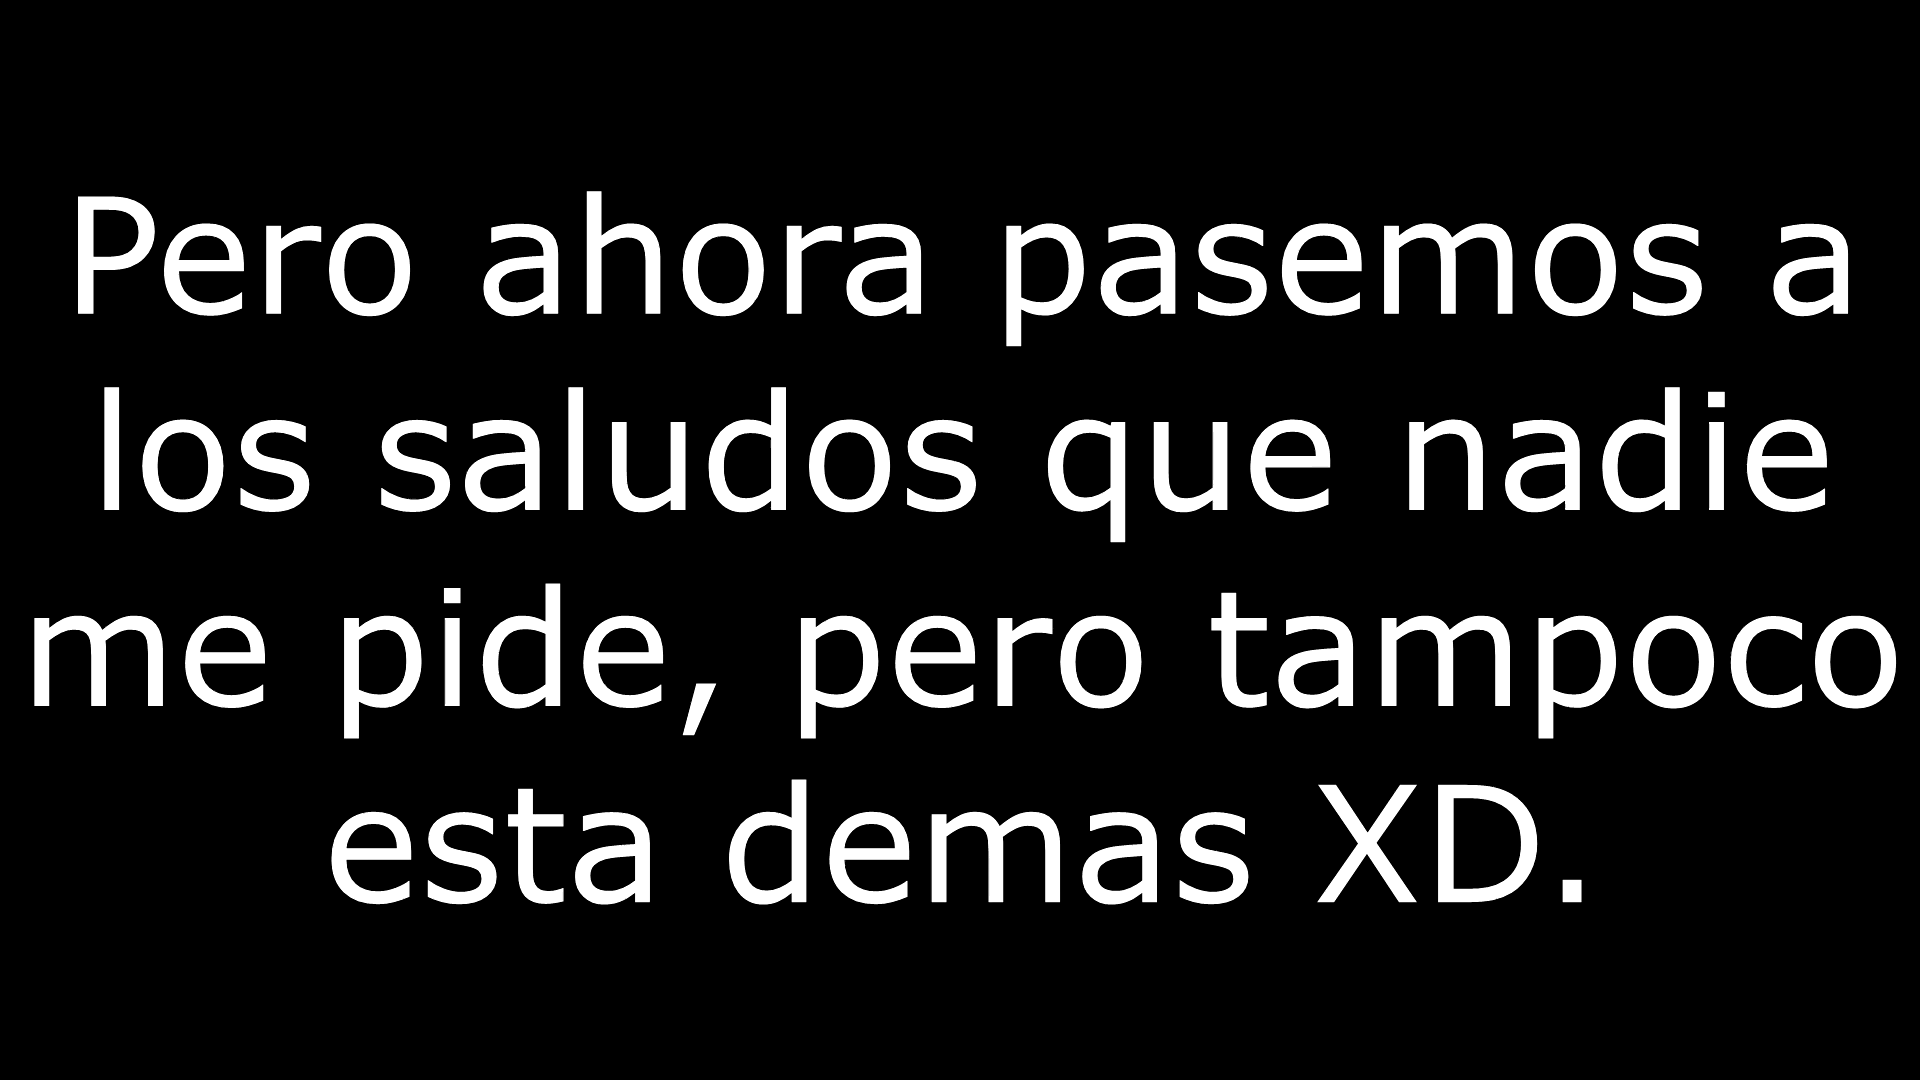 Pero ahora pasemos a
los saludos que nadie
me pide, pero tampoco
esta demas XD.